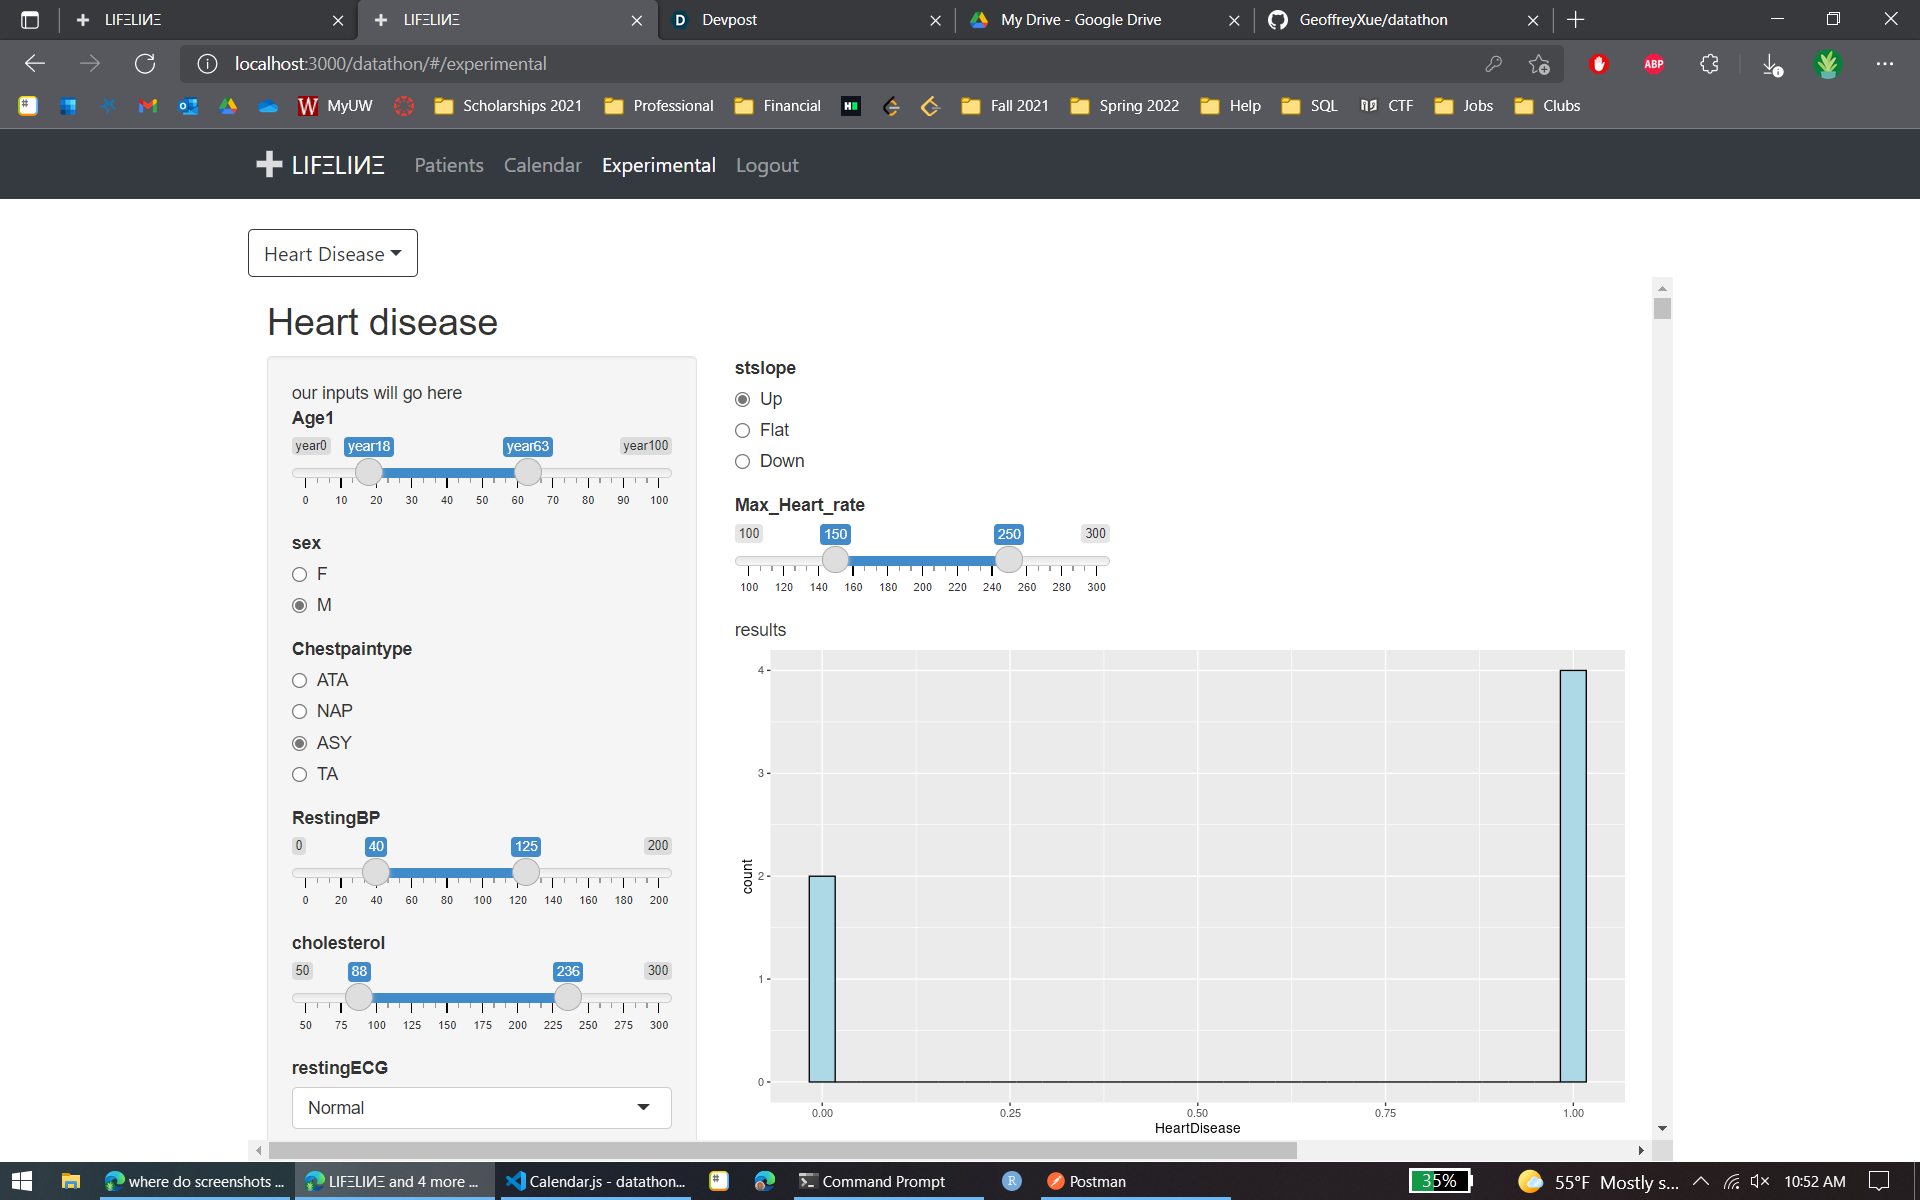 LIFΞLIИΞ
LIFΞLIИΞ
Devpost
My Drive - Google Drive
GeoffreyXue/datathon
localhost:3000/datathon/#/experimental
ABP
MyUW
Scholarships 2021
Professional
Financial
Fall 2021
Spring 2022
Help
SQL
CTF
Jobs
Clubs
LIFΞLIИΞ
Patients
Calendar
Experimental
Logout
Heart Disease
Heart disease
our inputs will go here
Age1
year0 year18 year63 year100
0 10 20 30 40 50 60 70 80 90 100
sex
F
M
Chestpaintype
ATA
NAP
ASY
TA
RestingBP
0 40 125 200
0 20 40 60 80 100 120 140 160 180 200
cholesterol
50 88 236 300
50 75 100 125 150 175 200 225 250 275 300
restingECG
Normal
stslope
Up
Flat
Down
Max_Heart_rate
100 150 250 300
100 120 140 160 180 200 220 240 260 280 300
results
4
3
2
1
0
count
0.00 0.25 0.50 0.75 1.00
HeartDisease
where do screenshots ...
LIFΞLIИΞ and 4 more ...
Calendar.js - datathon...
Command Prompt
R
Postman
35%
55°F Mostly s...
10:52 AM